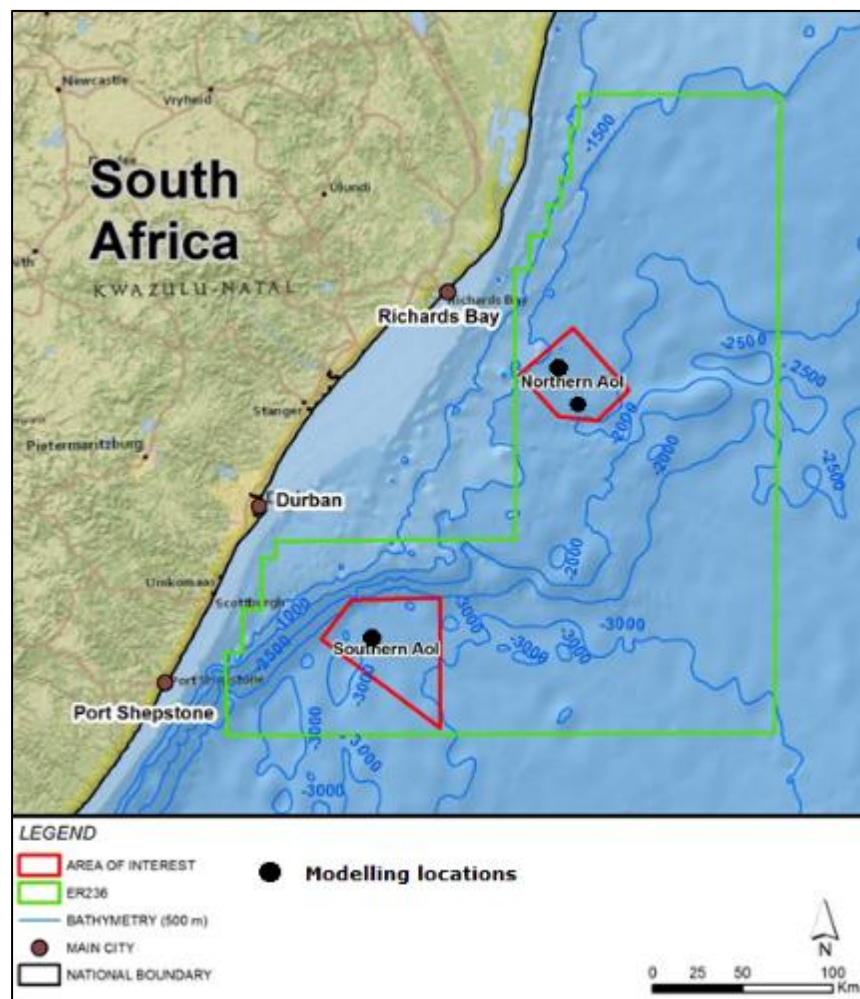 Newcastle
Vryheid
-1500
South
Africa
Ulundi
KWAZULU-NATAL
Richards Bay
Richards Bay
-2500
-2500
Northern AoI
Stanger
-2000
-2000
Pietermaritzburg
-2500
Durban
-2000
Umkomaas
Scottburgh
-1000
-3000
-3000
-2500
Southern AoI
-3000
-3000
-3000
Port Shepstone
Port Shepstone
-3000
-3000
-3000
LEGEND
AREA OF INTEREST
Modelling locations
ER236
BATHYMETRY (500 m)
MAIN CITY
NATIONAL BOUNDARY
N
0 25 50 100
Km